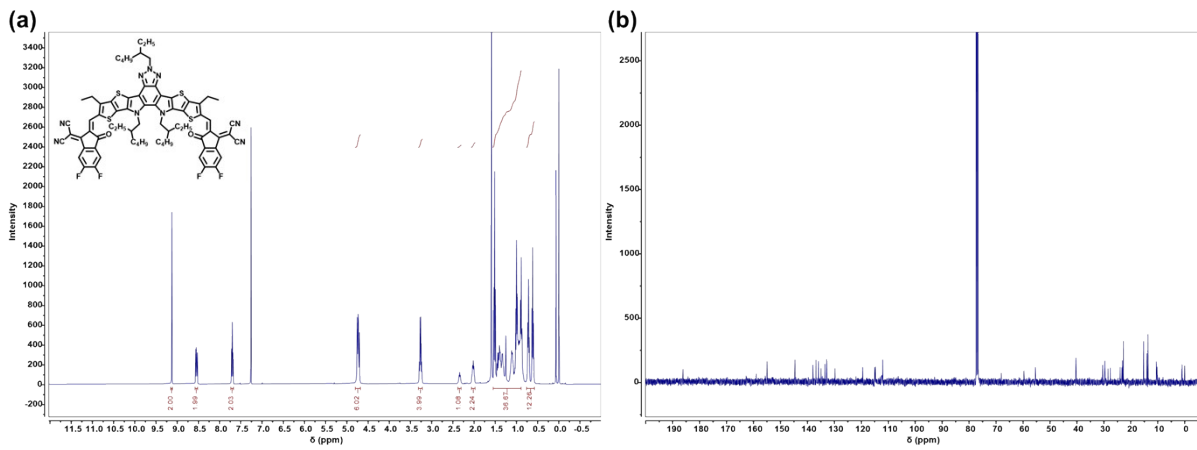 (a)
(b)
3400
3200
3000
2800
2600
2400
2200
2000
1800
1600
1400
1200
1000
800
600
400
200
0
-200
Intensity
C₂H₅
C₄H₉
N
N
N
S
S
S
N
N
S
NC
CN
O
C₂H₅
C₄H₉
C₂H₅
C₄H₉
O
CN
CN
F
F
F
F
2.00
1.99
2.03
6.02
3.99
1.08
2.24
36.61
12.26
11.5 11.0 10.5 10.0 9.5 9.0 8.5 8.0 7.5 7.0 6.5 6.0 5.5 5.0 4.5 4.0 3.5 3.0 2.5 2.0 1.5 1.0 0.5 0.0 -0.5
δ (ppm)
2500
2000
1500
1000
500
0
Intensity
190 180 170 160 150 140 130 120 110 100 90 80 70 60 50 40 30 20 10 0
δ (ppm)